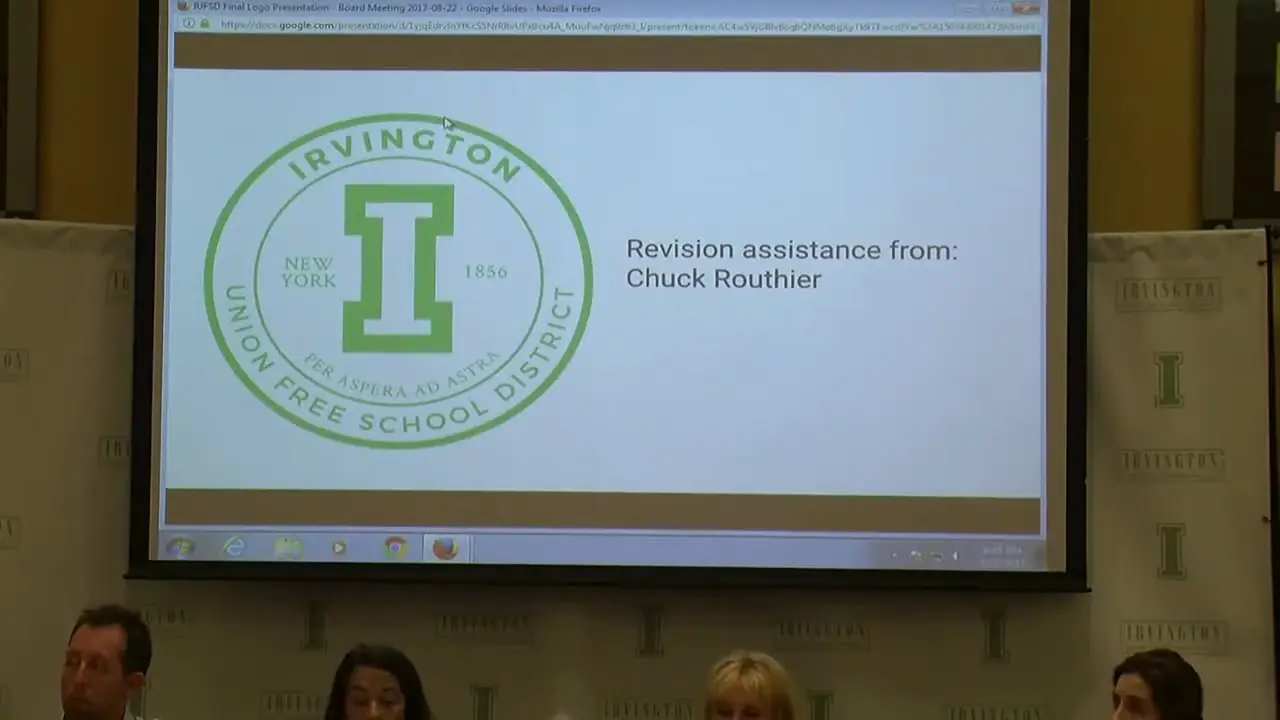 IUFSD Final Logo Presentation - Board Meeting 2017-08-22 - Google Slides - Mozilla Firefox
IRVINGTON
NEW
YORK
1856
PER ASPERA AD ASTRA
UNION FREE SCHOOL DISTRICT
Revision assistance from:
Chuck Routhier
IRVINGTON
I
IRVINGTON
I
IRVINGTON